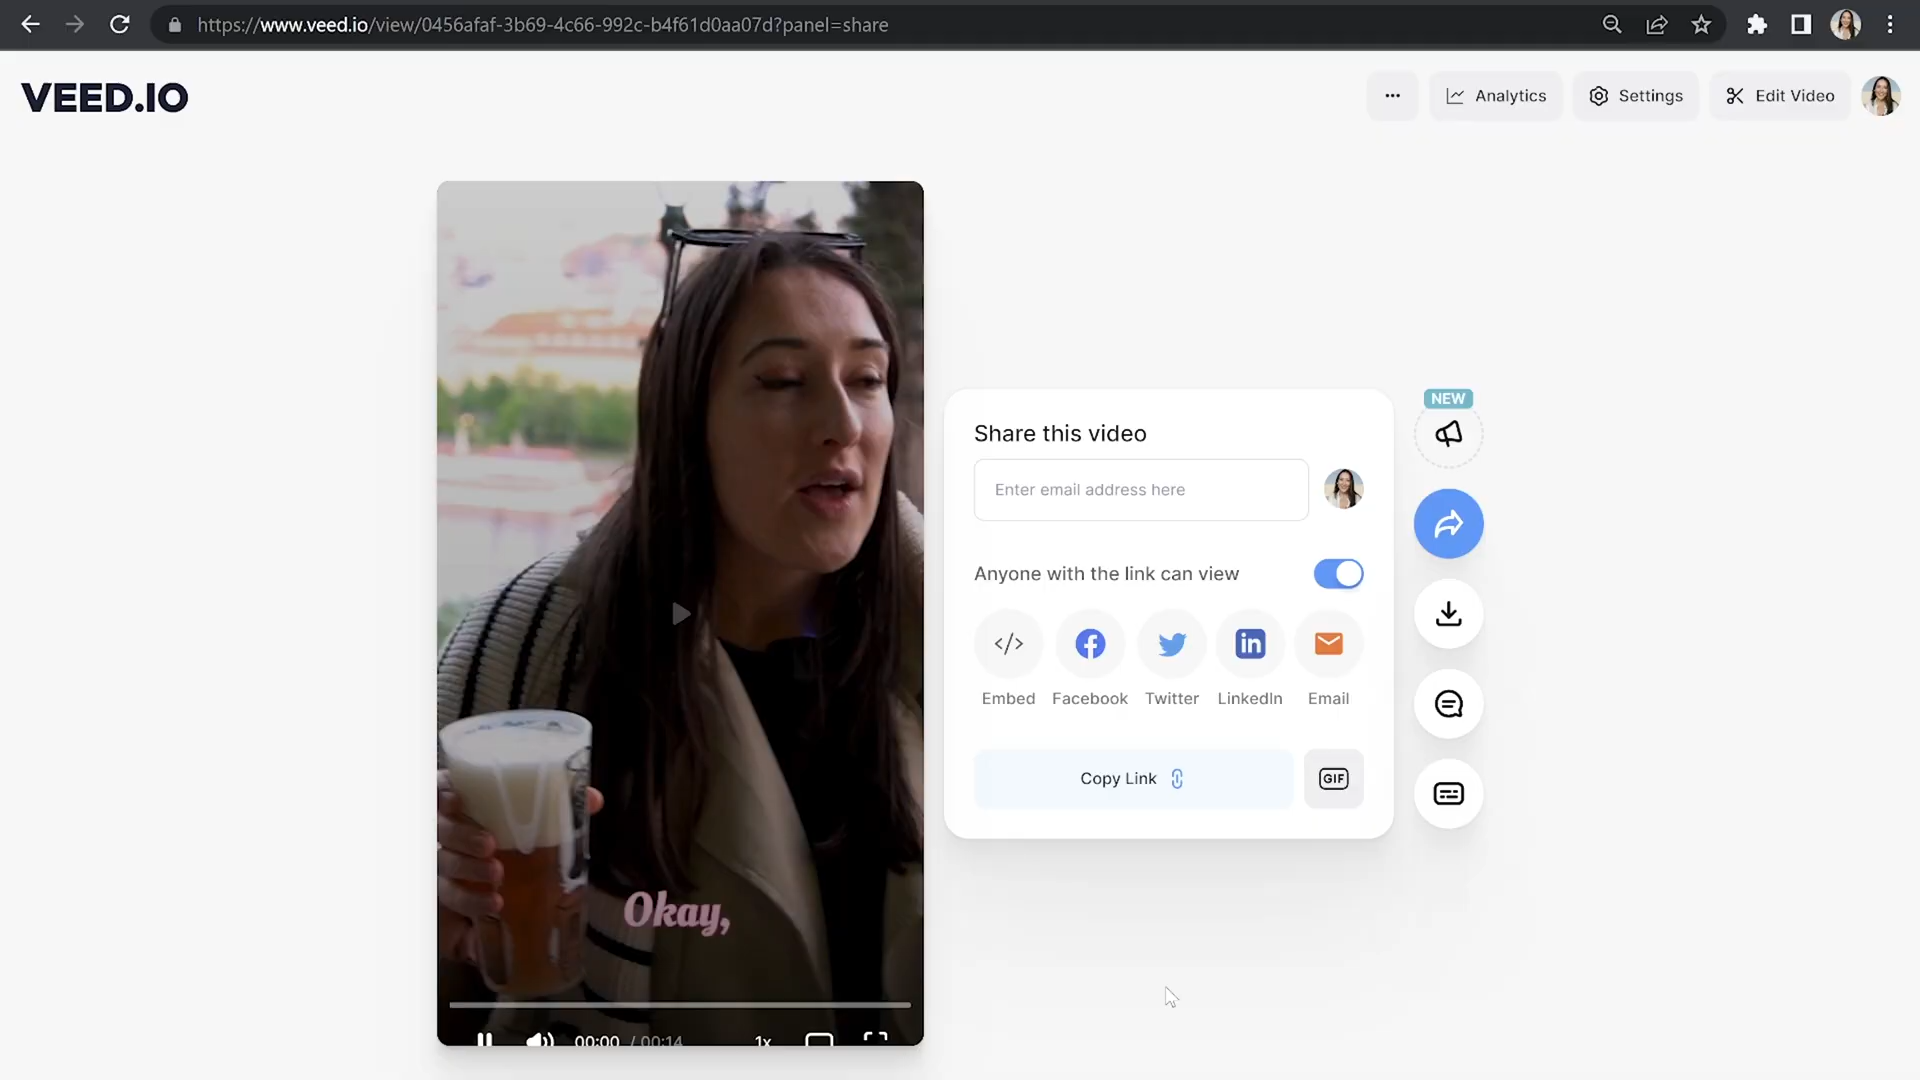 https://www.veed.io/view/0456afaf-3b69-4c66-992c-b4f61d0aa07d?panel=share
VEED.IO
Analytics
Settings
Edit Video
NEW
Share this video
Enter email address here
Anyone with the link can view
Embed
Facebook
Twitter
LinkedIn
Email
Copy Link
GIF
Okay,
00:00 / 00:14
1x